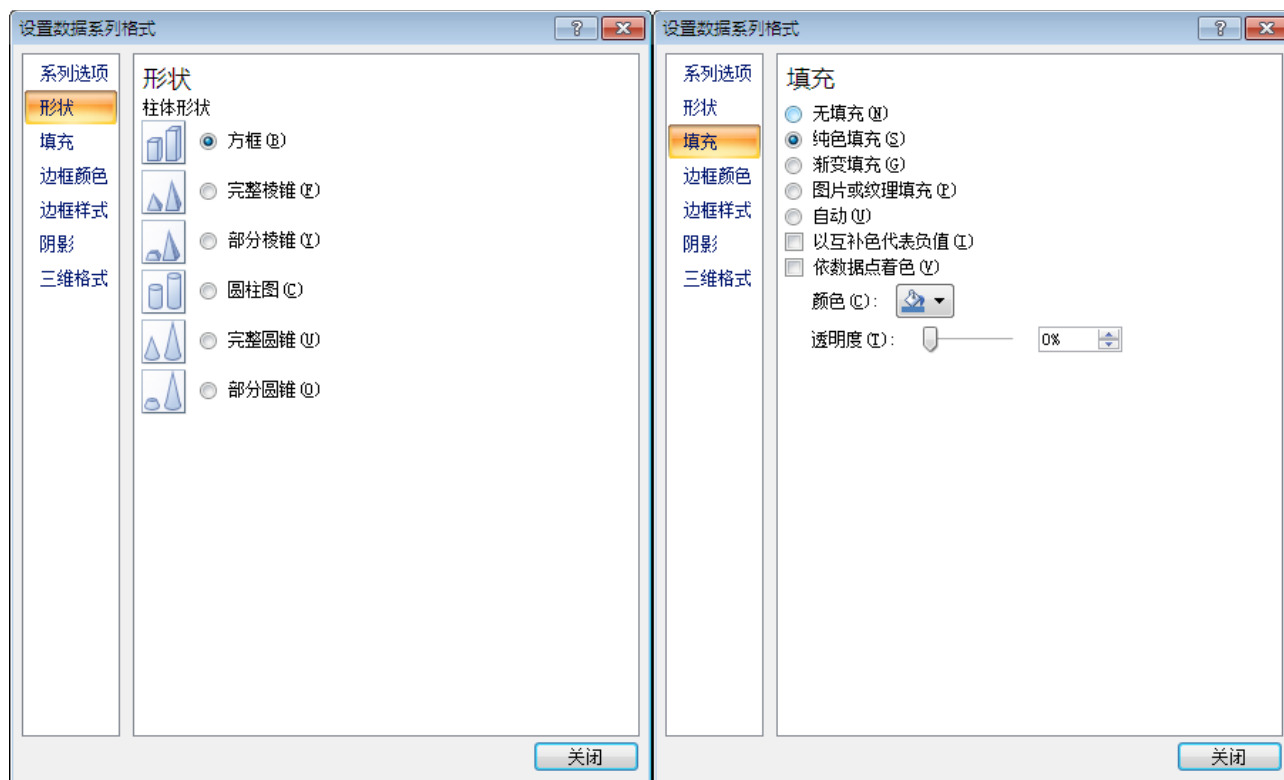 设置数据系列格式
系列选项
形状
填充
边框颜色
边框样式
阴影
三维格式
形状
柱体形状
方框(B)
完整棱锥(F)
部分棱锥(Y)
圆柱图(C)
完整圆锥(U)
部分圆锥(O)
关闭
设置数据系列格式
系列选项
形状
填充
边框颜色
边框样式
阴影
三维格式
填充
无填充(N)
纯色填充(S)
渐变填充(G)
图片或纹理填充(P)
自动(U)
以互补色代表负值(I)
依数据点着色(V)
颜色(C):
透明度(T): 0%
关闭